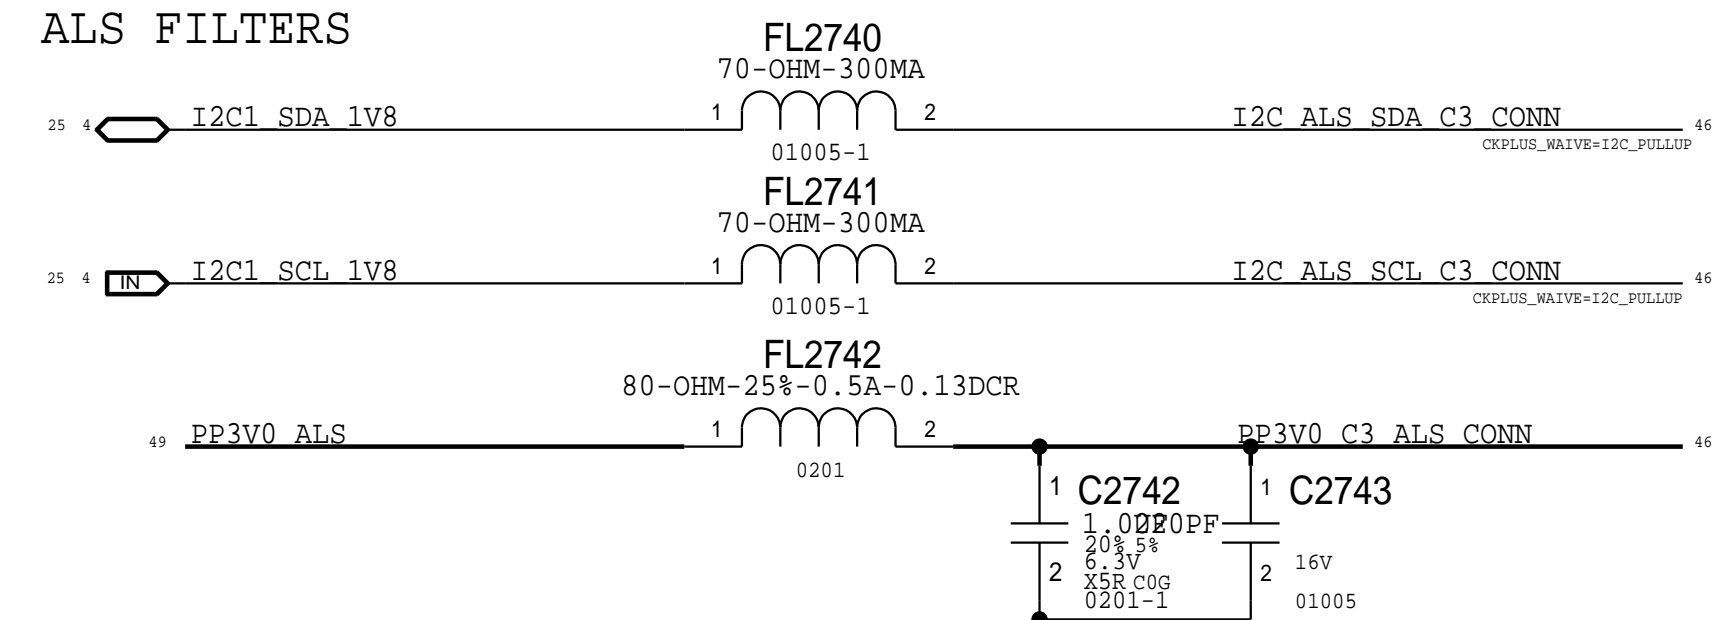 ALS FILTERS
FL2740
70-OHM-300MA
25 4 I2C1_SDA_1V8 1 2 I2C_ALS_SDA_C3_CONN 46
CKPLUS_WAIVE=I2C_PULLUP
01005-1
FL2741
70-OHM-300MA
25 4 IN I2C1_SCL_1V8 1 2 I2C_ALS_SCL_C3_CONN 46
CKPLUS_WAIVE=I2C_PULLUP
01005-1
FL2742
80-OHM-25%-0.5A-0.13DCR
49 PP3V0_ALS 1 2 PP3V0_C3_ALS_CONN 46
0201
1 C2742 1 C2743
1.0UF 220PF
20% 5%
6.3V 16V
2 X5R C0G 2
0201-1 01005